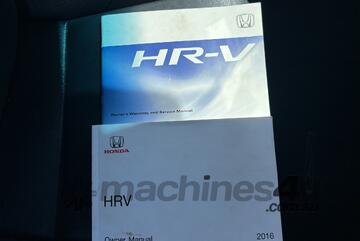 HR-V
Owner's Warranty and Service Manual
HONDA
machines4u
.com.au
HRV
Owner Manual 2016